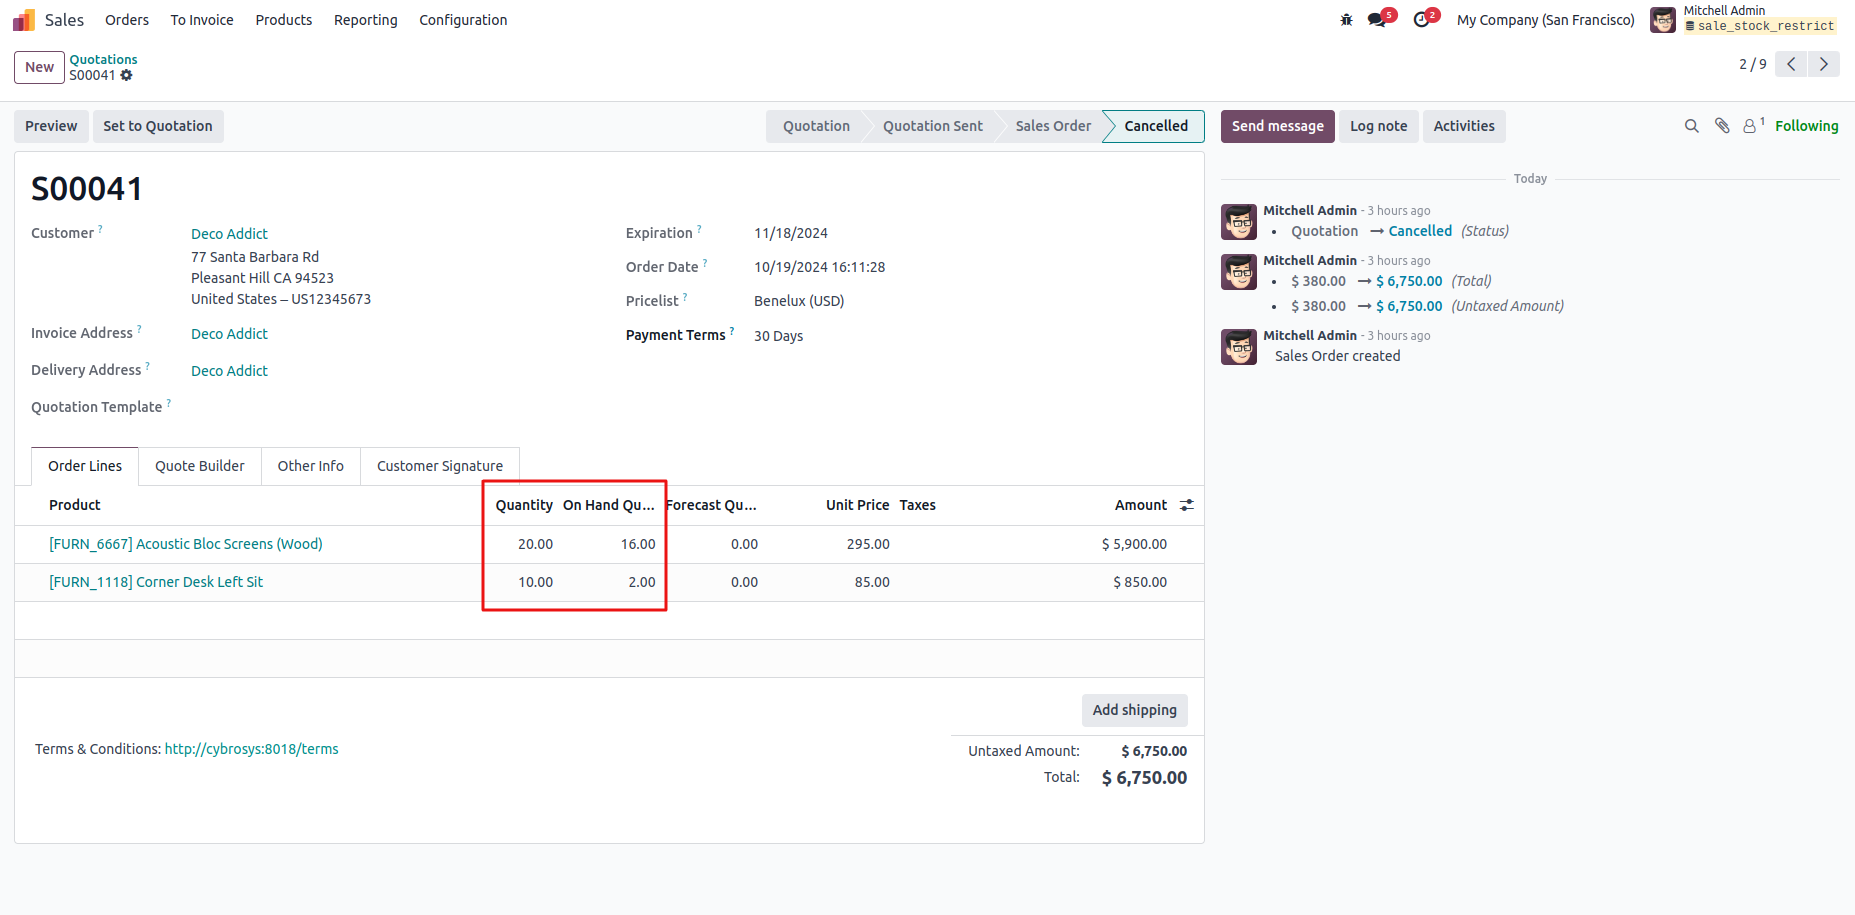 Sales Orders To Invoice Products Reporting Configuration 5 2 My Company (San Francisco) Mitchell Admin
sale_stock_restrict
New Quotations
S00041
2 / 9
Preview Set to Quotation Quotation Quotation Sent Sales Order Cancelled Send message Log note Activities 1 Following
S00041
Customer ? Deco Addict
77 Santa Barbara Rd
Pleasant Hill CA 94523
United States – US12345673
Invoice Address ? Deco Addict
Delivery Address ? Deco Addict
Quotation Template ?
Expiration ? 11/18/2024
Order Date ? 10/19/2024 16:11:28
Pricelist ? Benelux (USD)
Payment Terms ? 30 Days
Order Lines Quote Builder Other Info Customer Signature
Product Quantity On Hand Qu... Forecast Qu... Unit Price Taxes Amount
[FURN_6667] Acoustic Bloc Screens (Wood) 20.00 16.00 0.00 295.00 $ 5,900.00
[FURN_1118] Corner Desk Left Sit 10.00 2.00 0.00 85.00 $ 850.00
Add shipping
Terms & Conditions: http://cybrosys:8018/terms
Untaxed Amount: $ 6,750.00
Total: $ 6,750.00
Today
Mitchell Admin - 3 hours ago
• Quotation → Cancelled (Status)
Mitchell Admin - 3 hours ago
• $ 380.00 → $ 6,750.00 (Total)
• $ 380.00 → $ 6,750.00 (Untaxed Amount)
Mitchell Admin - 3 hours ago
Sales Order created